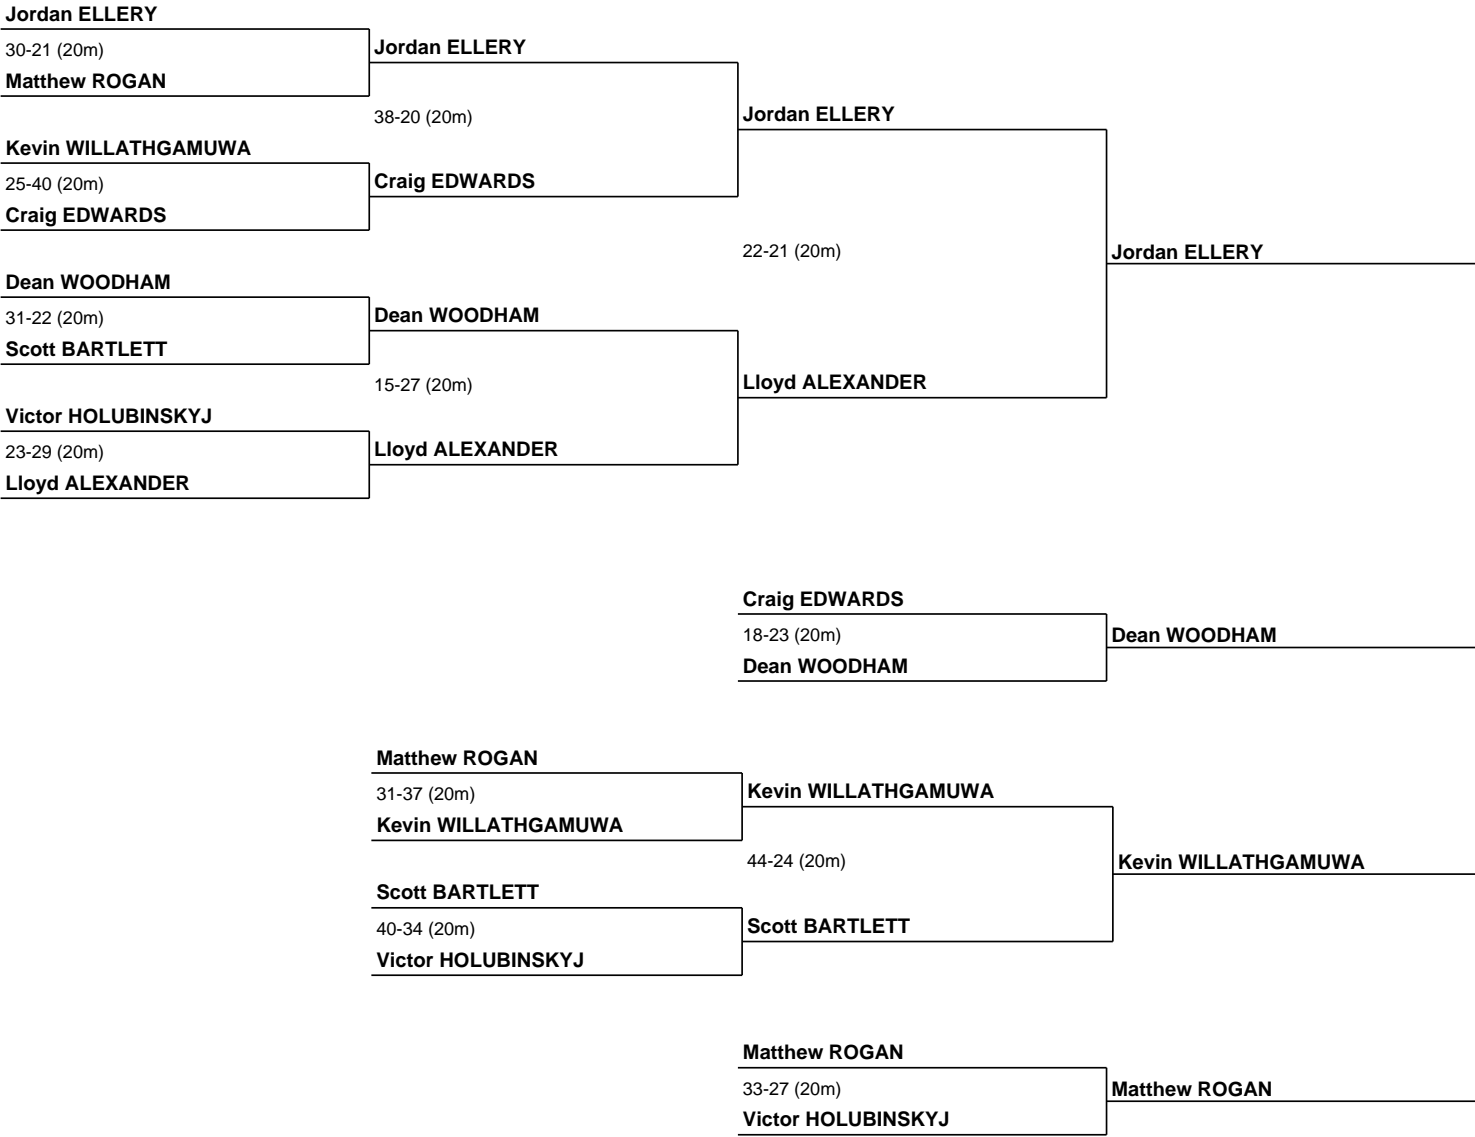 Jordan ELLERY
30-21 (20m)
Matthew ROGAN
Kevin WILLATHGAMUWA
25-40 (20m)
Craig EDWARDS
Dean WOODHAM
31-22 (20m)
Scott BARTLETT
Victor HOLUBINSKYJ
23-29 (20m)
Lloyd ALEXANDER
Jordan ELLERY
38-20 (20m)
Craig EDWARDS
Dean WOODHAM
15-27 (20m)
Lloyd ALEXANDER
Jordan ELLERY
22-21 (20m)
Lloyd ALEXANDER
Jordan ELLERY
Craig EDWARDS
18-23 (20m)
Dean WOODHAM
Dean WOODHAM
Matthew ROGAN
31-37 (20m)
Kevin WILLATHGAMUWA
Scott BARTLETT
40-34 (20m)
Victor HOLUBINSKYJ
Kevin WILLATHGAMUWA
44-24 (20m)
Scott BARTLETT
Kevin WILLATHGAMUWA
Matthew ROGAN
33-27 (20m)
Victor HOLUBINSKYJ
Matthew ROGAN